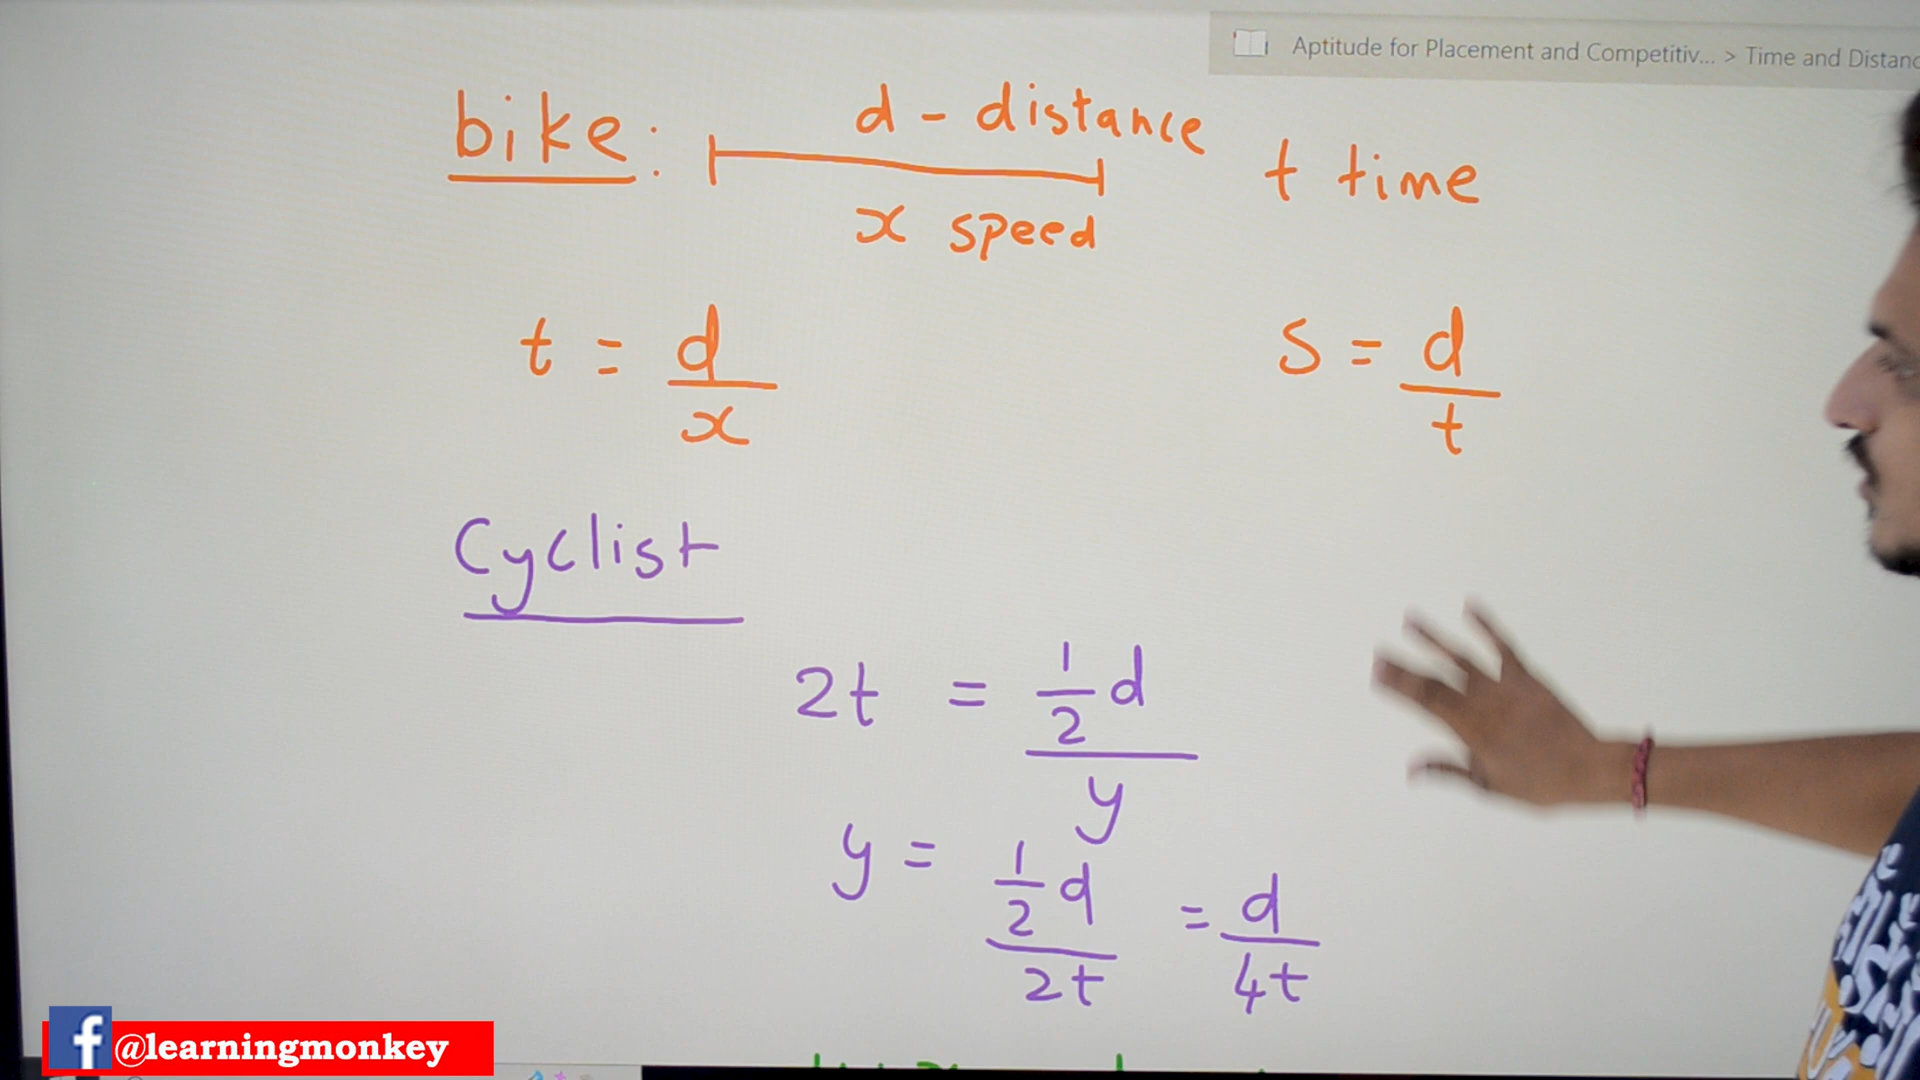 Aptitude for Placement and Competitiv... > Time and Distanc
bike: d - distance t time
x speed
t = d/x
s = d/t
Cyclist
2t = 1/2 d / y
y = 1/2 d / 2t = d/4t
@learningmonkey